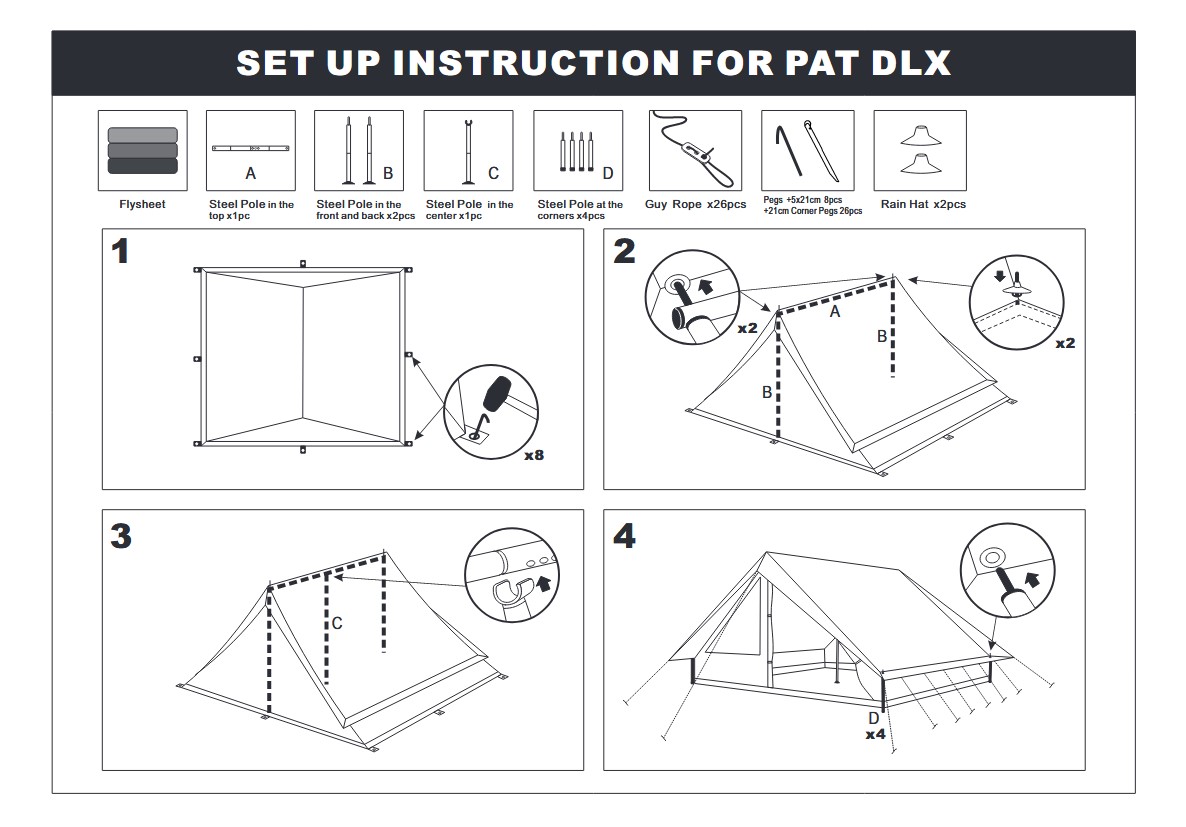 SET UP INSTRUCTION FOR PAT DLX
A
B
C
D
Flysheet
Steel Pole in the
top x1pc
Steel Pole in the
front and back x2pcs
Steel Pole in the
center x1pc
Steel Pole at the
corners x4pcs
Guy Rope x26pcs
Pegs +5x21cm 8pcs
+21cm Corner Pegs 26pcs
Rain Hat x2pcs
1
x8
2
x2
A
B
B
x2
3
C
4
D
x4